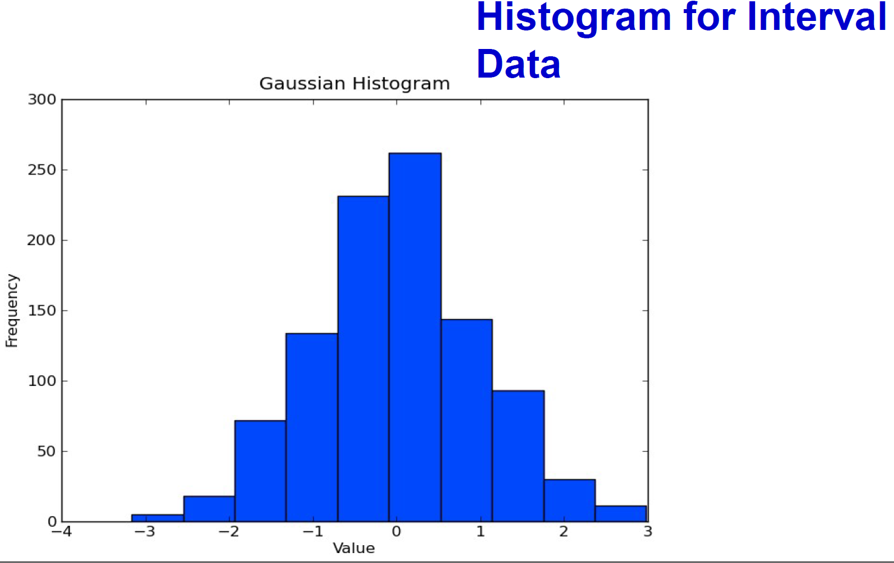 Histogram for Interval
Data
Gaussian Histogram
300
250
200
150
100
50
0
Frequency
−4 −3 −2 −1 0 1 2 3
Value